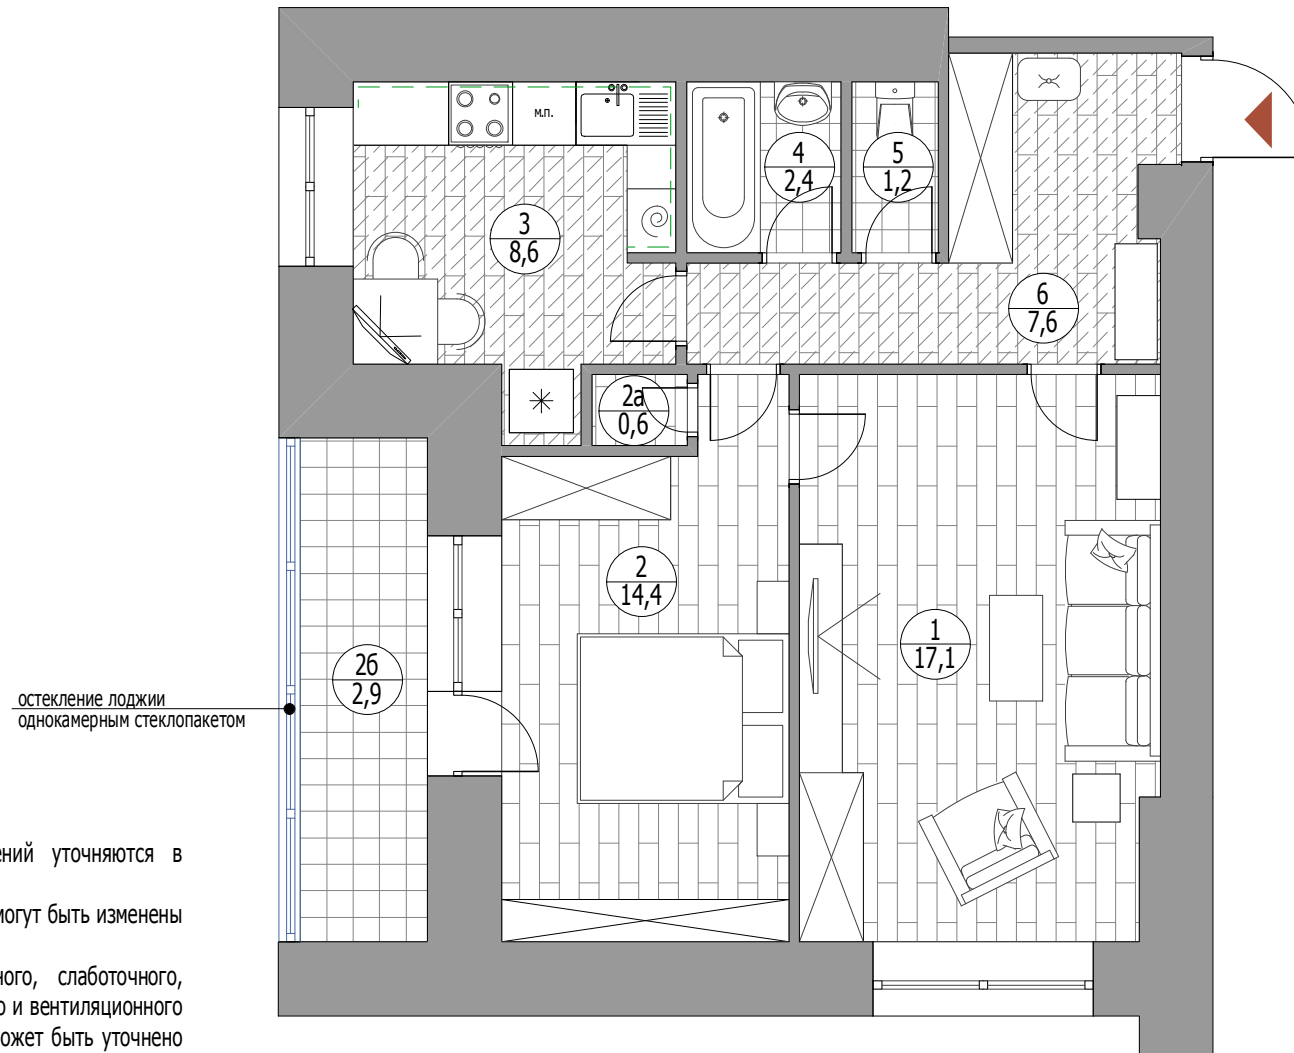 М.П.
4
2,4
5
1,2
3
8,6
6
7,6
2а
0,6
2
14,4
1
17,1
2б
2,9
остекление лоджии
однокамерным стеклопакетом
уточняются в
могут быть изменены
слаботочного,
и вентиляционного
может быть уточнено